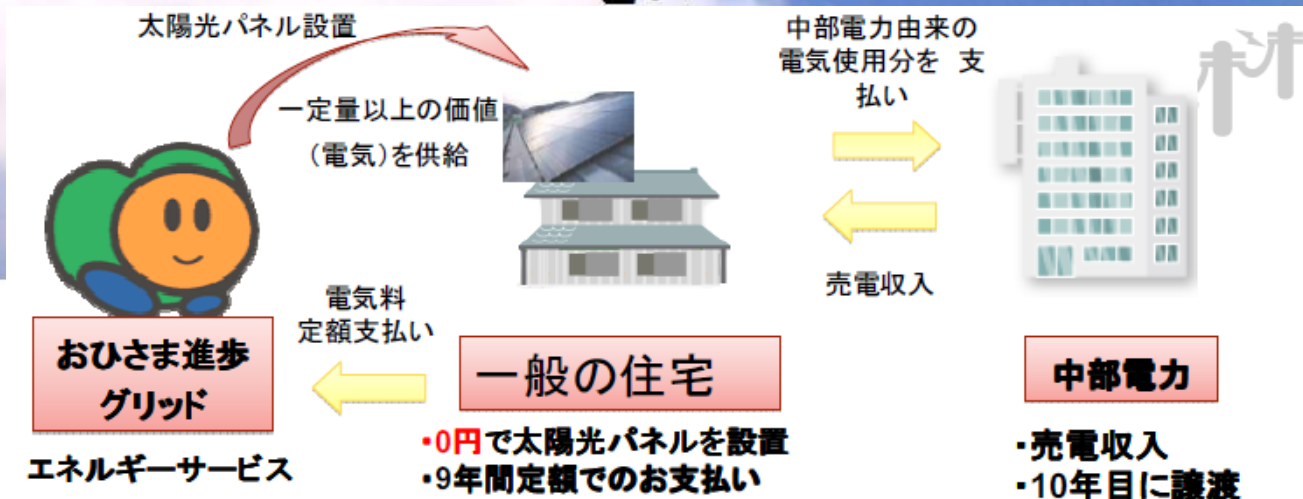 太陽光パネル設置
一定量以上の価値
（電気）を供給
中部電力由来の
電気使用分を 支
払い
売電収入
電気料
定額支払い
おひさま進歩
グリッド
エネルギーサービス
一般の住宅
・0円で太陽光パネルを設置
・9年間定額でのお支払い
中部電力
・売電収入
・10年目に譲渡